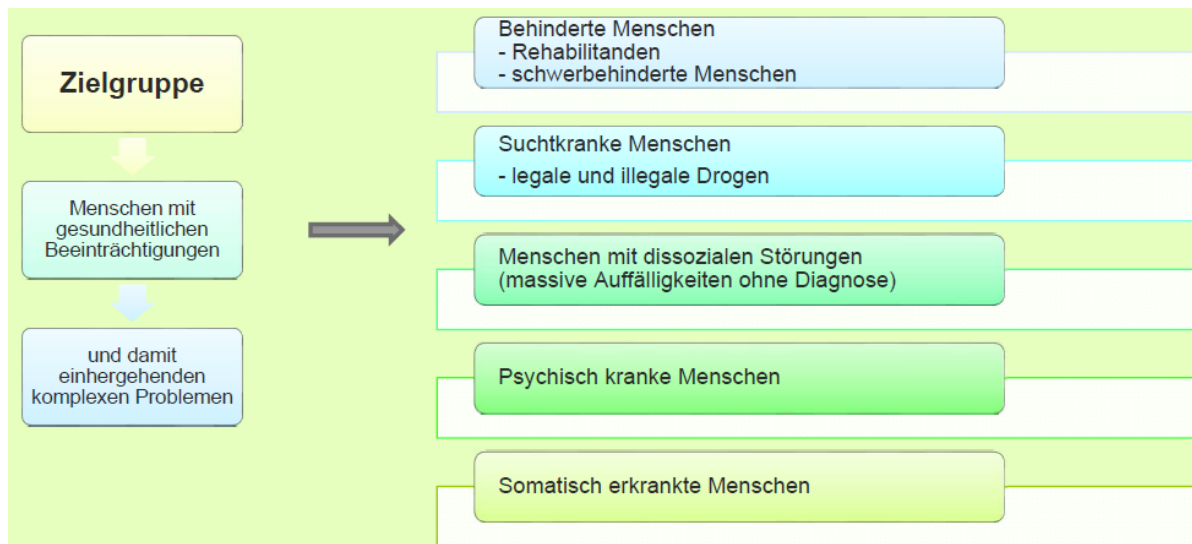 Zielgruppe
Menschen mit
gesundheitlichen
Beeinträchtigungen
und damit
einhergehenden
komplexen Problemen
Behinderte Menschen
- Rehabilitanden
- schwerbehinderte Menschen
Suchtkranke Menschen
- legale und illegale Drogen
Menschen mit dissozialen Störungen
(massive Auffälligkeiten ohne Diagnose)
Psychisch kranke Menschen
Somatisch erkrankte Menschen